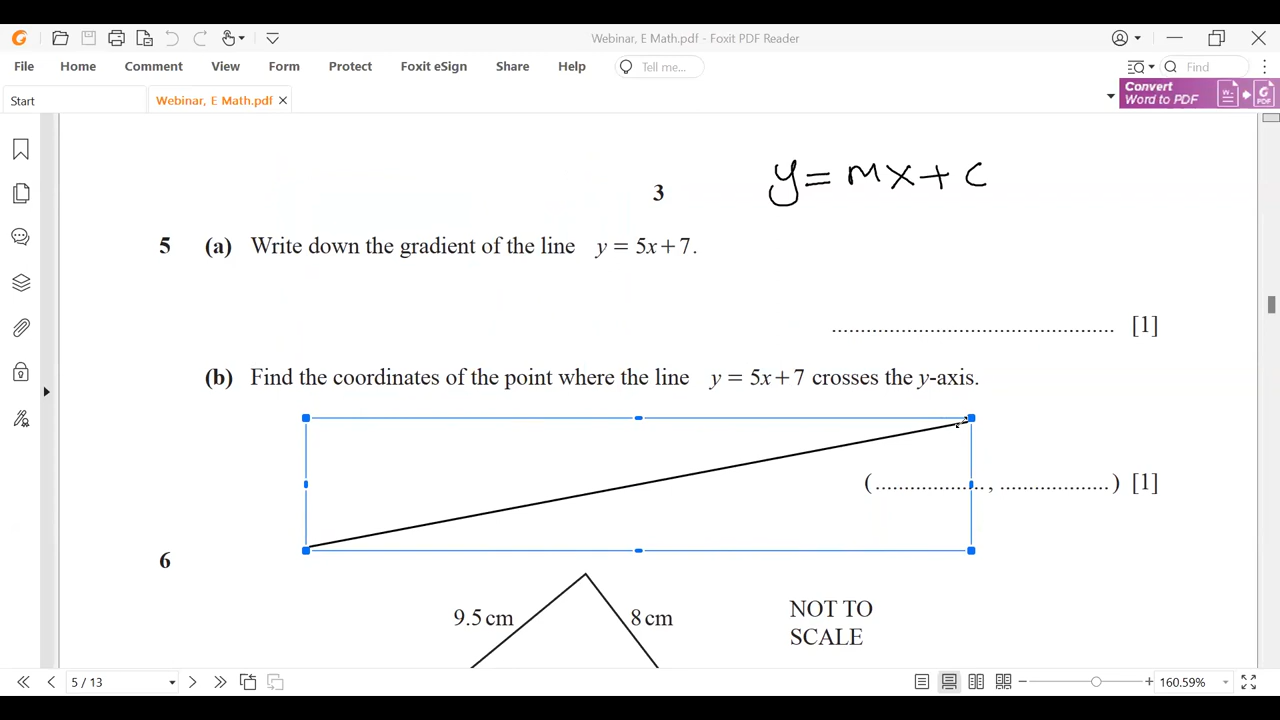 Webinar, E Math.pdf - Foxit PDF Reader
File Home Comment View Form Protect Foxit eSign Share Help Tell me... Find
Start Webinar, E Math.pdf
Convert
Word to PDF
PDF
y = mx + c
3
5 (a) Write down the gradient of the line y = 5x + 7.
................................................ [1]
(b) Find the coordinates of the point where the line y = 5x + 7 crosses the y-axis.
(...................., ...................) [1]
6
9.5 cm 8 cm NOT TO
SCALE
5 / 13 160.59%